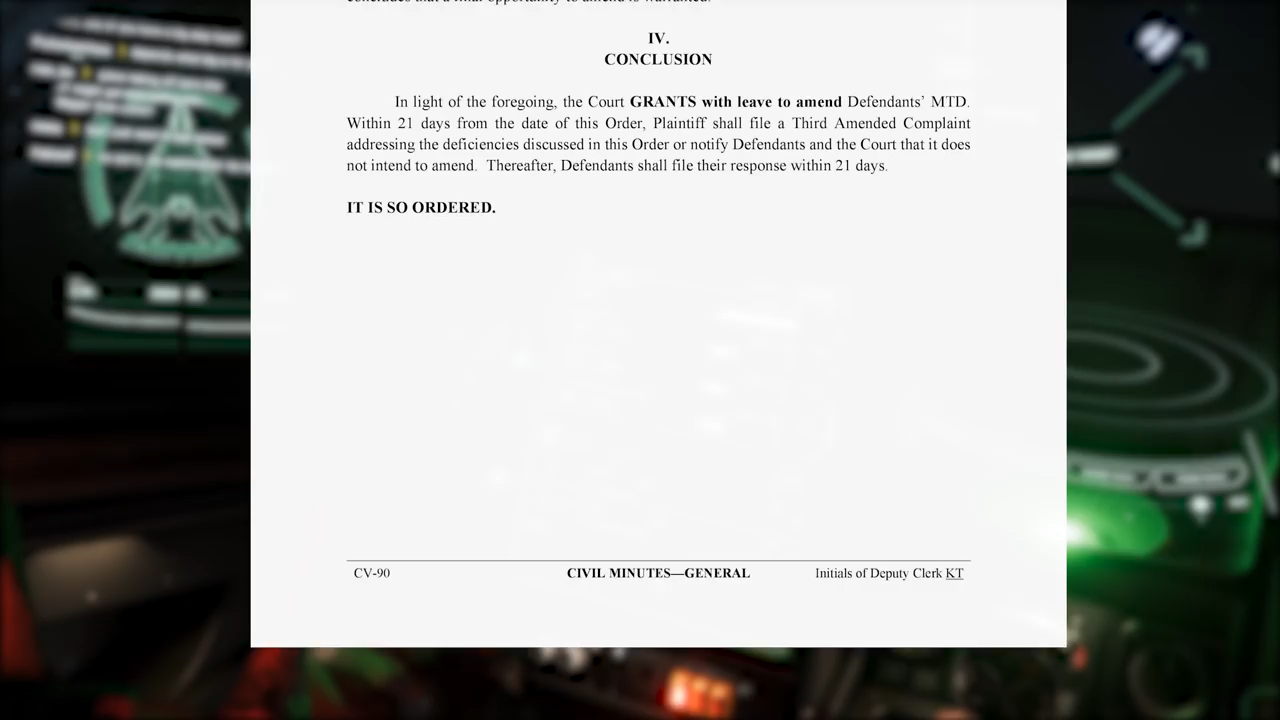 IV.
CONCLUSION
In light of the foregoing, the Court GRANTS with leave to amend Defendants’ MTD.
Within 21 days from the date of this Order, Plaintiff shall file a Third Amended Complaint
addressing the deficiencies discussed in this Order or notify Defendants and the Court that it does
not intend to amend.  Thereafter, Defendants shall file their response within 21 days.
IT IS SO ORDERED.
CV-90 CIVIL MINUTES—GENERAL Initials of Deputy Clerk KT